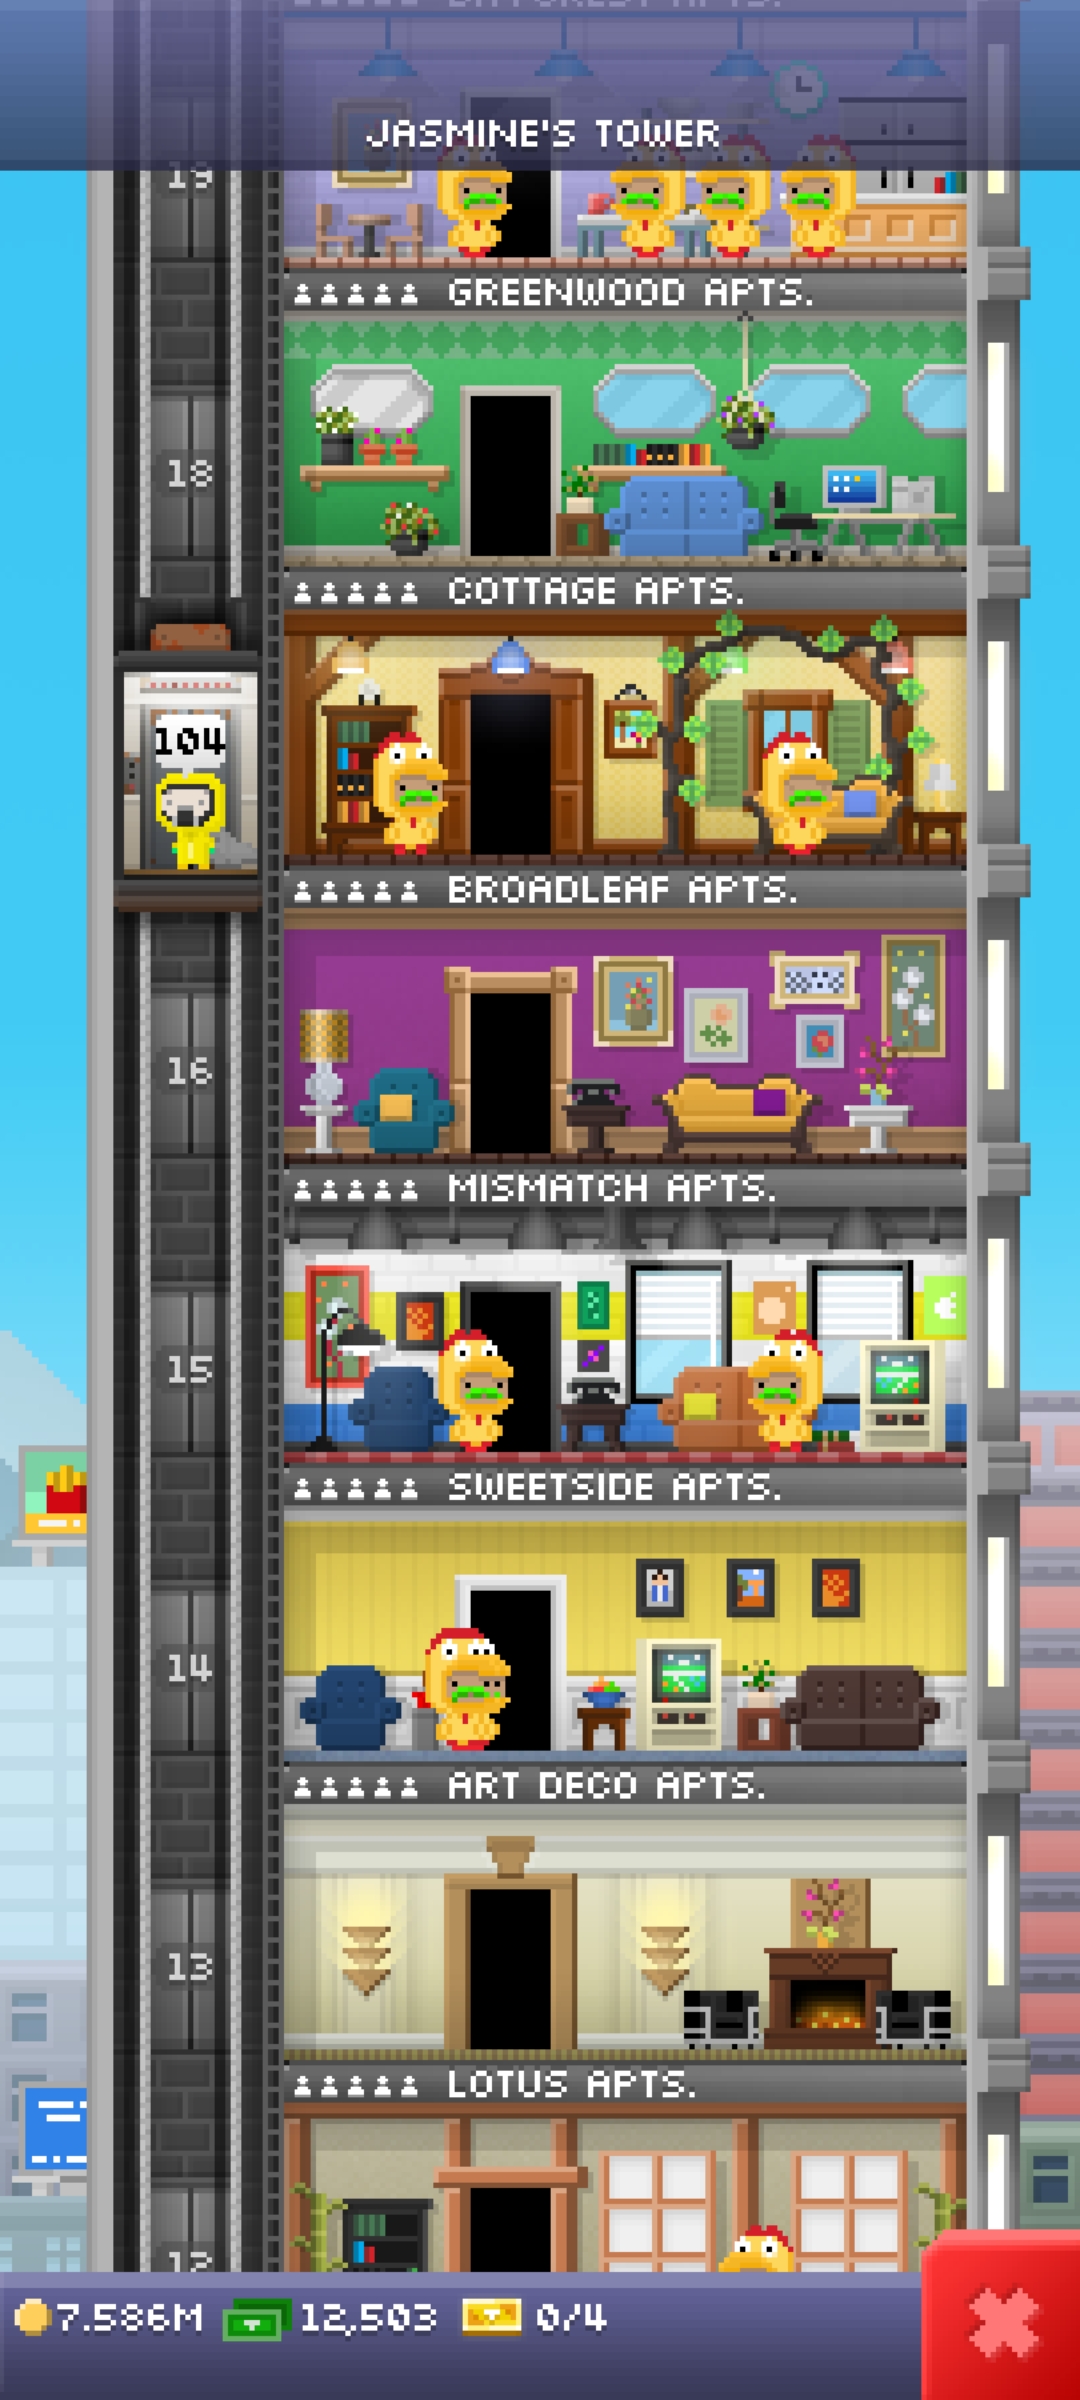 JASMINE'S TOWER
19
GREENWOOD APTS.
18
COTTAGE APTS.
104
BROADLEAF APTS.
16
MISMATCH APTS.
15
SWEETSIDE APTS.
14
ART DECO APTS.
13
LOTUS APTS.
12
7.586M 12,503 0/4